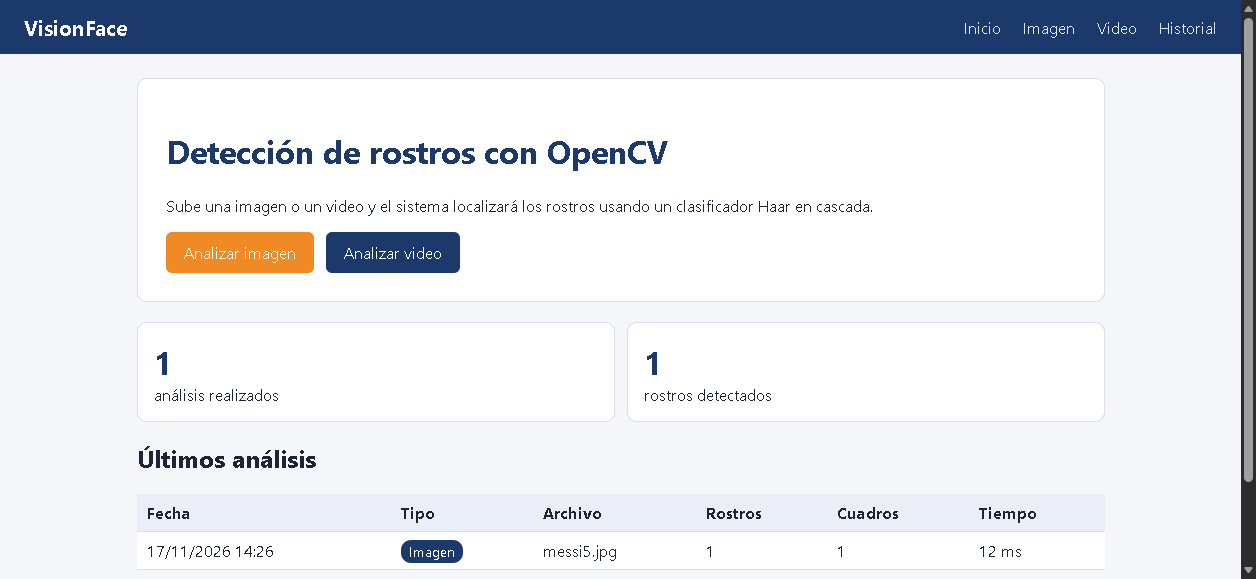 VisionFace Inicio Imagen Video Historial
Detección de rostros con OpenCV
Sube una imagen o un video y el sistema localizará los rostros usando un clasificador Haar en cascada.
Analizar imagen Analizar video
1 1
análisis realizados rostros detectados
Últimos análisis
Fecha Tipo Archivo Rostros Cuadros Tiempo
17/11/2026 14:26 Imagen messi5.jpg 1 1 12 ms